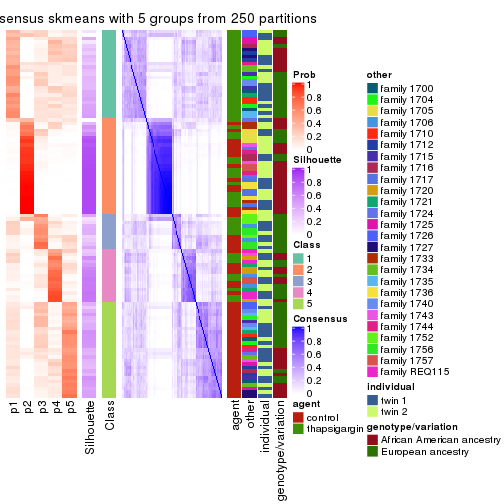 sensus skmeans with 5 groups from 250 partitions
p1
p2
p3
p4
p5
Silhouette
Class
agent
other
individual
genotype/variation
Prob
1
0.8
0.6
0.4
0.2
0
Silhouette
1
0.8
0.6
0.4
0.2
0
Class
1
2
3
4
5
Consensus
1
0.8
0.6
0.4
0.2
0
agent
control
thapsigargin
other
family 1700
family 1704
family 1705
family 1706
family 1710
family 1712
family 1715
family 1716
family 1717
family 1720
family 1721
family 1724
family 1725
family 1726
family 1727
family 1733
family 1734
family 1735
family 1736
family 1740
family 1743
family 1744
family 1752
family 1756
family 1757
family REQ115
individual
twin 1
twin 2
genotype/variation
African American ancestry
European ancestry